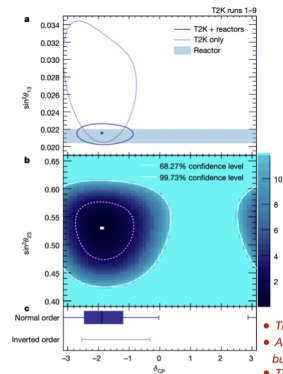 T2K runs 1–9
a
T2K + reactors
T2K only
Reactor
0.034
0.032
0.030
0.028
0.026
0.024
0.022
0.020
sin²θ₁₃
b
68.27% confidence level
99.73% confidence level
0.65
0.60
0.55
0.50
0.45
0.40
sin²θ₂₃
10
8
6
4
2
c
Normal order
Inverted order
• Th
• A
bu
• Th
−3 −2 −1 0 1 2 3
δCP